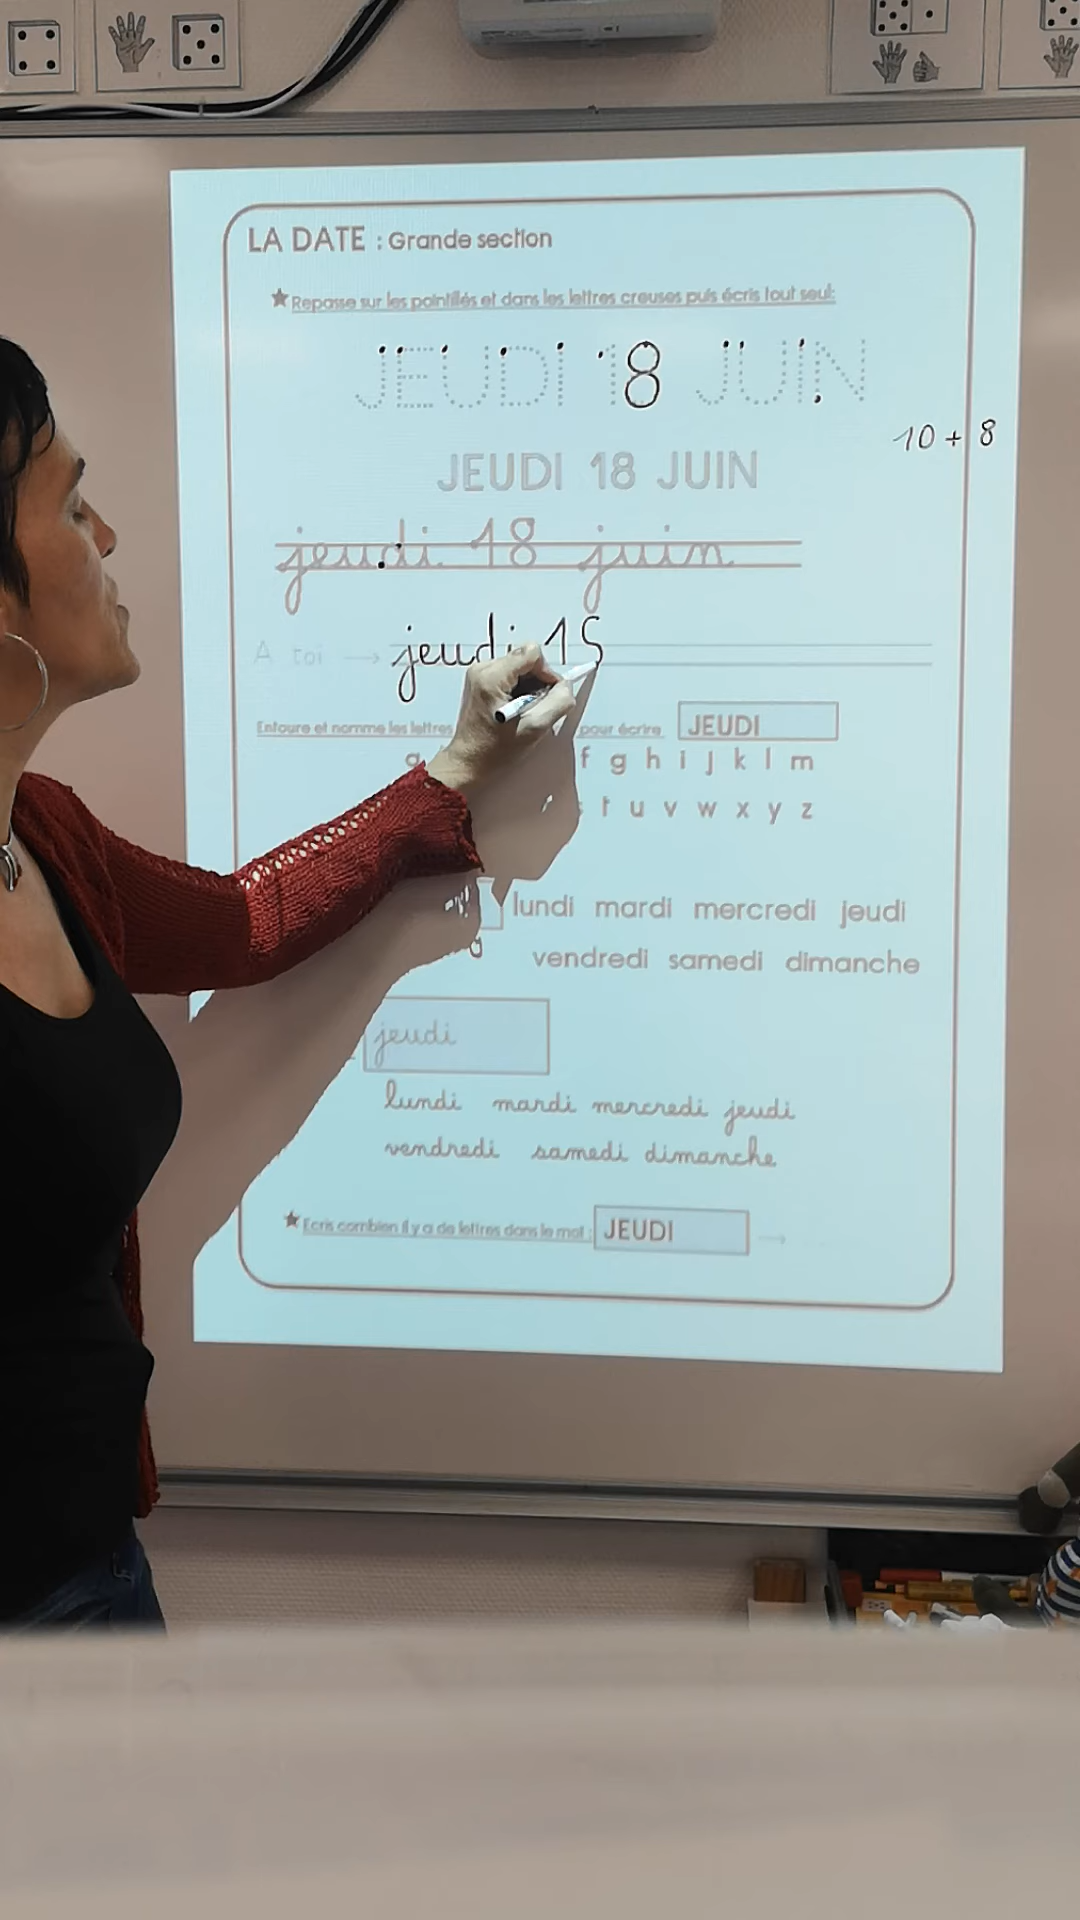 LA DATE : Grande section
★ Repasse sur les pointillés et dans les lettres creuses puis écris tout seul:
JEUDI 18 JUIN
10 + 8
JEUDI 18 JUIN
jeudi 18 juin
A toi → jeudi 1S
Entoure et nomme les lettres pour écrire JEUDI
f g h i j k l m
t u v w x y z
lundi mardi mercredi jeudi
vendredi samedi dimanche
jeudi
lundi mardi mercredi jeudi
vendredi samedi dimanche
★ Ecris combien il y a de lettres dans le mot : JEUDI →